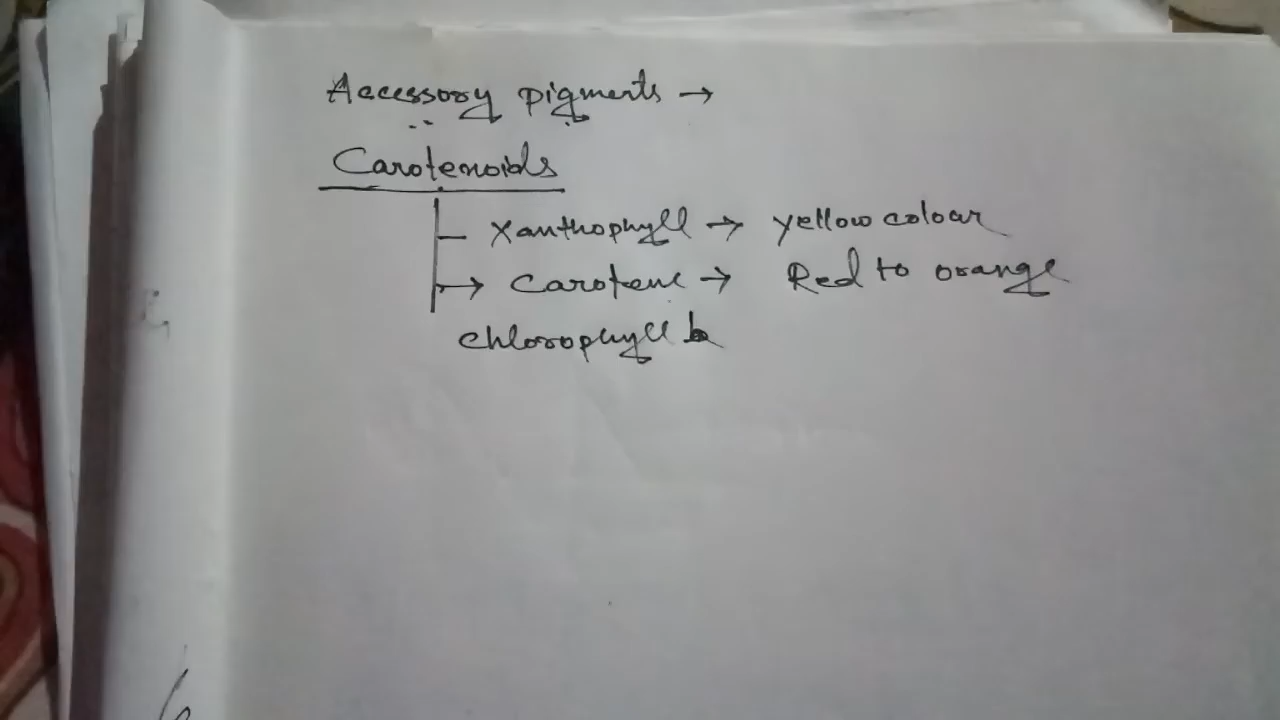 Accessory pigments →
Carotenoids
Xanthophyll → yellow colour
→ Carotene → Red to orange
chlorophyll b